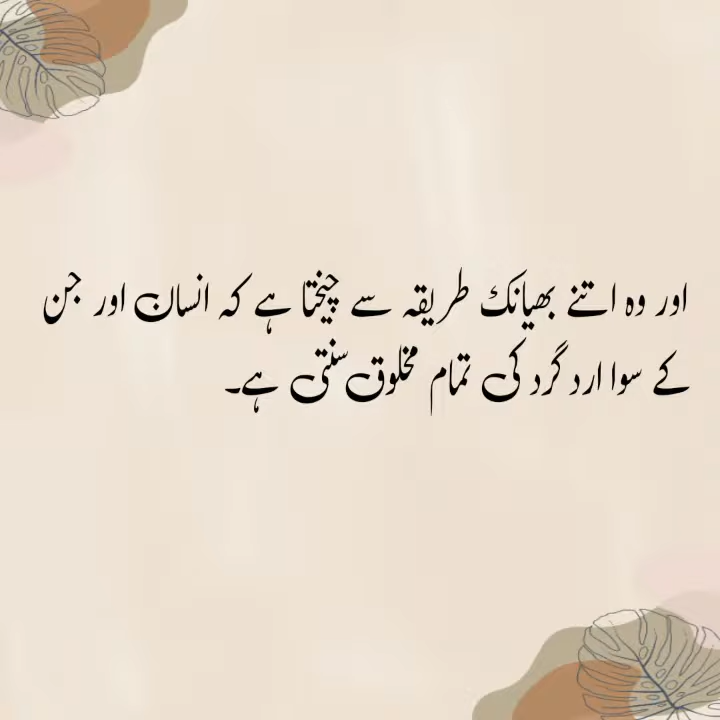 اور وہ اتنے بھیانک طریقہ سے چیختا ہے کہ انسان اور جن
کے سوا ارد گرد کی تمام مخلوق سنتی ہے۔